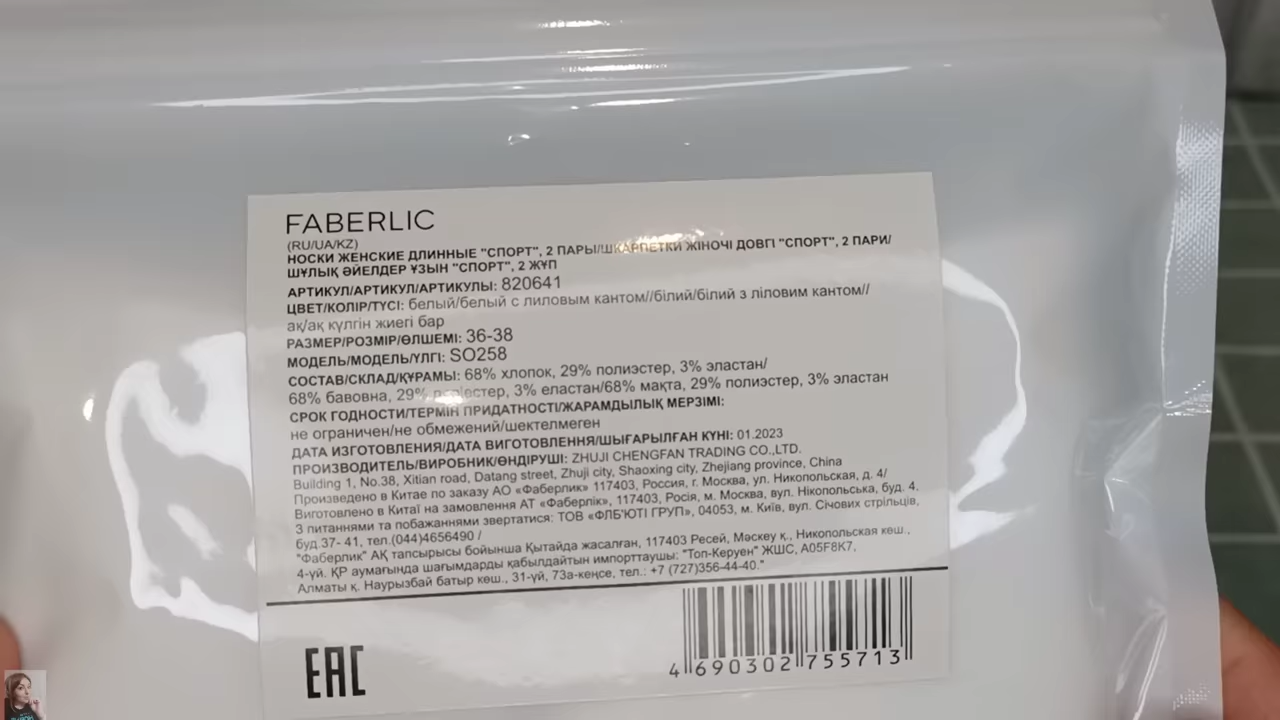 FABERLIC
(RU/UA/KZ)
НОСКИ ЖЕНСКИЕ ДЛИННЫЕ "СПОРТ", 2 ПАРЫ/ШКАРПЕТКИ ЖІНОЧІ ДОВГІ "СПОРТ", 2 ПАРИ/
ШҰЛЫҚ ӘЙЕЛДЕР ҰЗЫН "СПОРТ", 2 ЖҰП
АРТИКУЛ/АРТИКУЛ/АРТИКУЛЫ: 820641
ЦВЕТ/КОЛІР/ТҮСІ: белый/белый с лиловым кантом//білий/білий з ліловим кантом//
ақ/ақ күлгін жиегі бар
РАЗМЕР/РОЗМІР/ӨЛШЕМІ: 36-38
МОДЕЛЬ/МОДЕЛЬ/ҮЛГІ: SO258
СОСТАВ/СКЛАД/ҚҰРАМЫ: 68% хлопок, 29% полиэстер, 3% эластан/
68% бавовна, 29% поліестер, 3% еластан/68% мақта, 29% полиэстер, 3% эластан
СРОК ГОДНОСТИ/ТЕРМІН ПРИДАТНОСТІ/ЖАРАМДЫЛЫҚ МЕРЗІМІ:
не ограничен/не обмежений/шектелмеген
ДАТА ИЗГОТОВЛЕНИЯ/ДАТА ВИГОТОВЛЕННЯ/ШЫҒАРЫЛҒАН КҮНІ: 01.2023
ПРОИЗВОДИТЕЛЬ/ВИРОБНИК/ӨНДІРУШІ: ZHUJI CHENGFAN TRADING CO.,LTD.
Building 1, No.38, Xitian road, Datang street, Zhuji city, Shaoxing city, Zhejiang province, China
Произведено в Китае по заказу АО «Фаберлик» 117403, Россия, г. Москва, ул. Никопольская, д. 4/
Виготовлено в Китаї на замовлення АТ «Фаберлік», 117403, Росія, м. Москва, вул. Нікопольська, буд. 4.
З питаннями та побажаннями звертатися: ТОВ «ФЛБ'ЮТІ ГРУП», 04053, м. Київ, вул. Січових стрільців,
буд.37- 41, тел.(044)4656490 /
"Фаберлик" АҚ тапсырысы бойынша Қытайда жасалған, 117403 Ресей, Мәскеу қ., Никопольская көш.,
4-үй. ҚР аумағында шағымдарды қабылдайтын импорттаушы: "Топ-Керуен" ЖШС, A05F8K7,
Алматы қ. Наурызбай батыр көш., 31-үй, 73а-кеңсе, тел.: +7 (727)356-44-40."
EAC
4 690302 755713